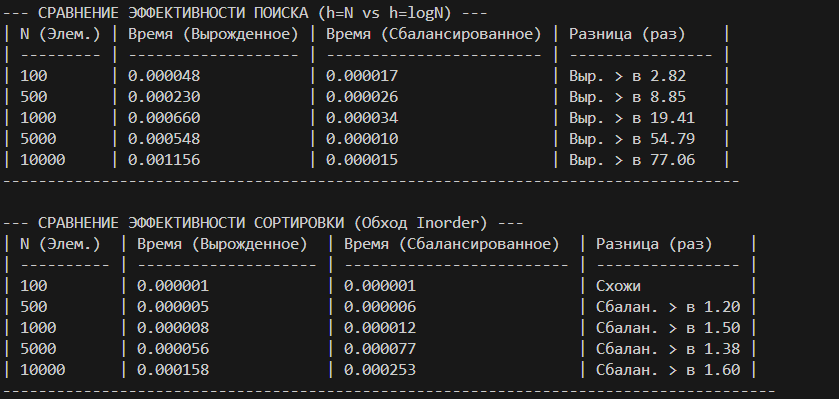 --- СРАВНЕНИЕ ЭФФЕКТИВНОСТИ ПОИСКА (h=N vs h=logN) ---
| N (Элем.) | Время (Вырожденное) | Время (Сбалансированное) | Разница (раз)    |
| --------- | ------------------- | ------------------------ | ---------------- |
| 100       | 0.000048            | 0.000017                 | Выр. > в 2.82    |
| 500       | 0.000230            | 0.000026                 | Выр. > в 8.85    |
| 1000      | 0.000660            | 0.000034                 | Выр. > в 19.41   |
| 5000      | 0.000548            | 0.000010                 | Выр. > в 54.79   |
| 10000     | 0.001156            | 0.000015                 | Выр. > в 77.06   |
------------------------------------------------------------------------------------
--- СРАВНЕНИЕ ЭФФЕКТИВНОСТИ СОРТИРОВКИ (Обход Inorder) ---
| N (Элем.)  | Время (Вырожденное)   | Время (Сбалансированное)  | Разница (раз)    |
| ---------- | --------------------- | ------------------------- | ---------------- |
| 100        | 0.000001              | 0.000001                  | Схожи            |
| 500        | 0.000005              | 0.000006                  | Сбалан. > в 1.20 |
| 1000       | 0.000008              | 0.000012                  | Сбалан. > в 1.50 |
| 5000       | 0.000056              | 0.000077                  | Сбалан. > в 1.38 |
| 10000      | 0.000158              | 0.000253                  | Сбалан. > в 1.60 |
----------------------------------------------------------------------------------------